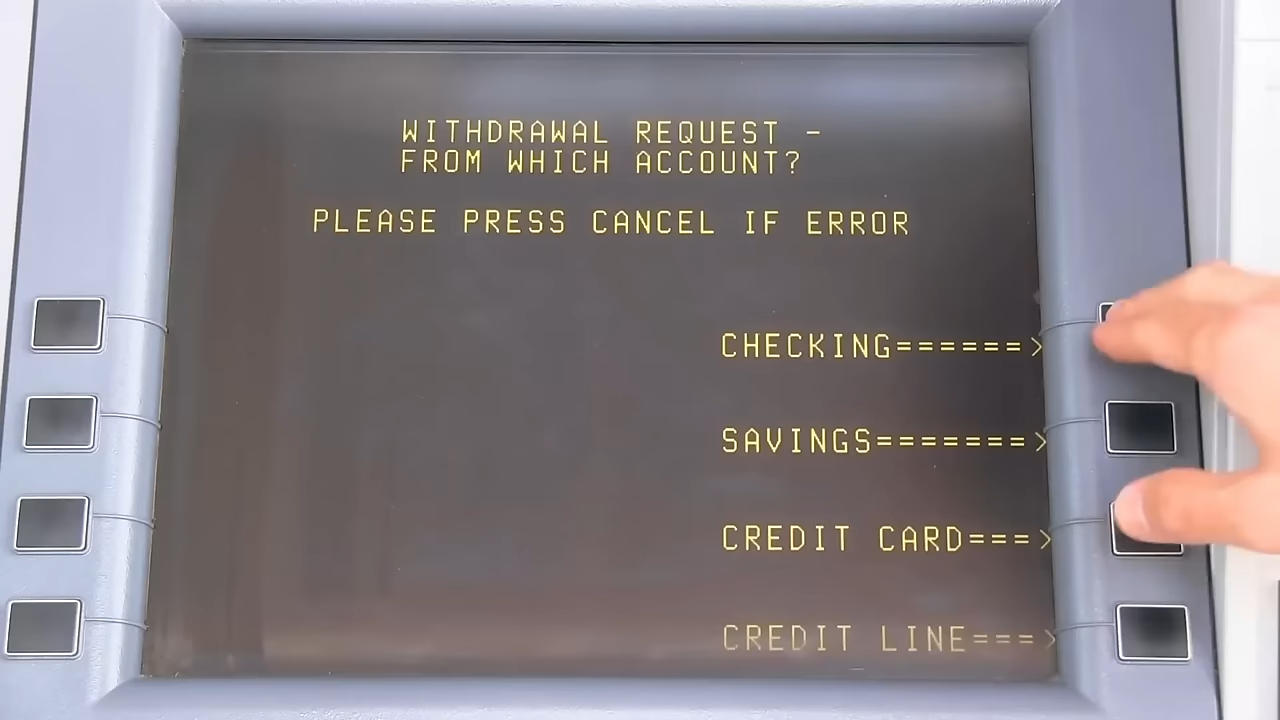 WITHDRAWAL REQUEST -
FROM WHICH ACCOUNT?
PLEASE PRESS CANCEL IF ERROR
CHECKING======>
SAVINGS=======>
CREDIT CARD===>
CREDIT LINE===>